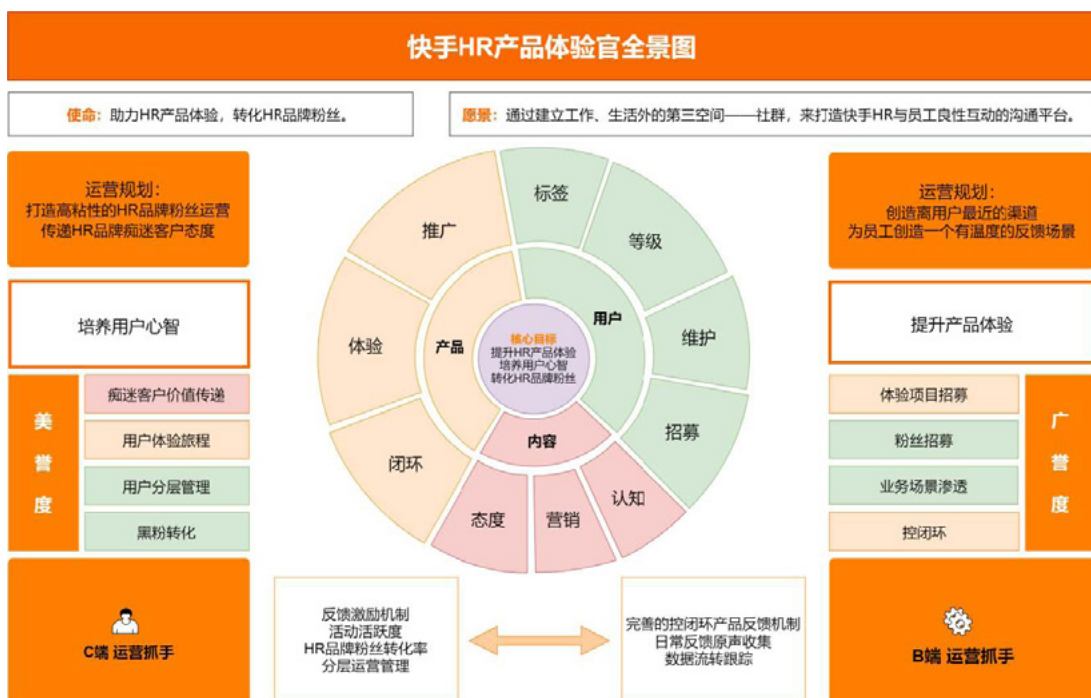 快手HR产品体验官全景图
使命：助力HR产品体验，转化HR品牌粉丝。
愿景：通过建立工作、生活外的第三空间——社群，来打造快手HR与员工良性互动的沟通平台。
运营规划：
打造高粘性的HR品牌粉丝运营
传递HR品牌痴迷客户态度
培养用户心智
美誉度
痴迷客户价值传递
用户体验旅程
用户分层管理
黑粉转化
C端 运营抓手
推广
体验
闭环
产品
标签
等级
维护
招募
用户
核心目标
提升HR产品体验
培养用户心智
转化HR品牌粉丝
内容
态度
营销
认知
反馈激励机制
活动活跃度
HR品牌粉丝转化率
分层运营管理
完善的控闭环产品反馈机制
日常反馈原声收集
数据流转跟踪
运营规划：
创造离用户最近的渠道
为员工创造一个有温度的反馈场景
提升产品体验
体验项目招募
粉丝招募
业务场景渗透
控闭环
广誉度
B端 运营抓手